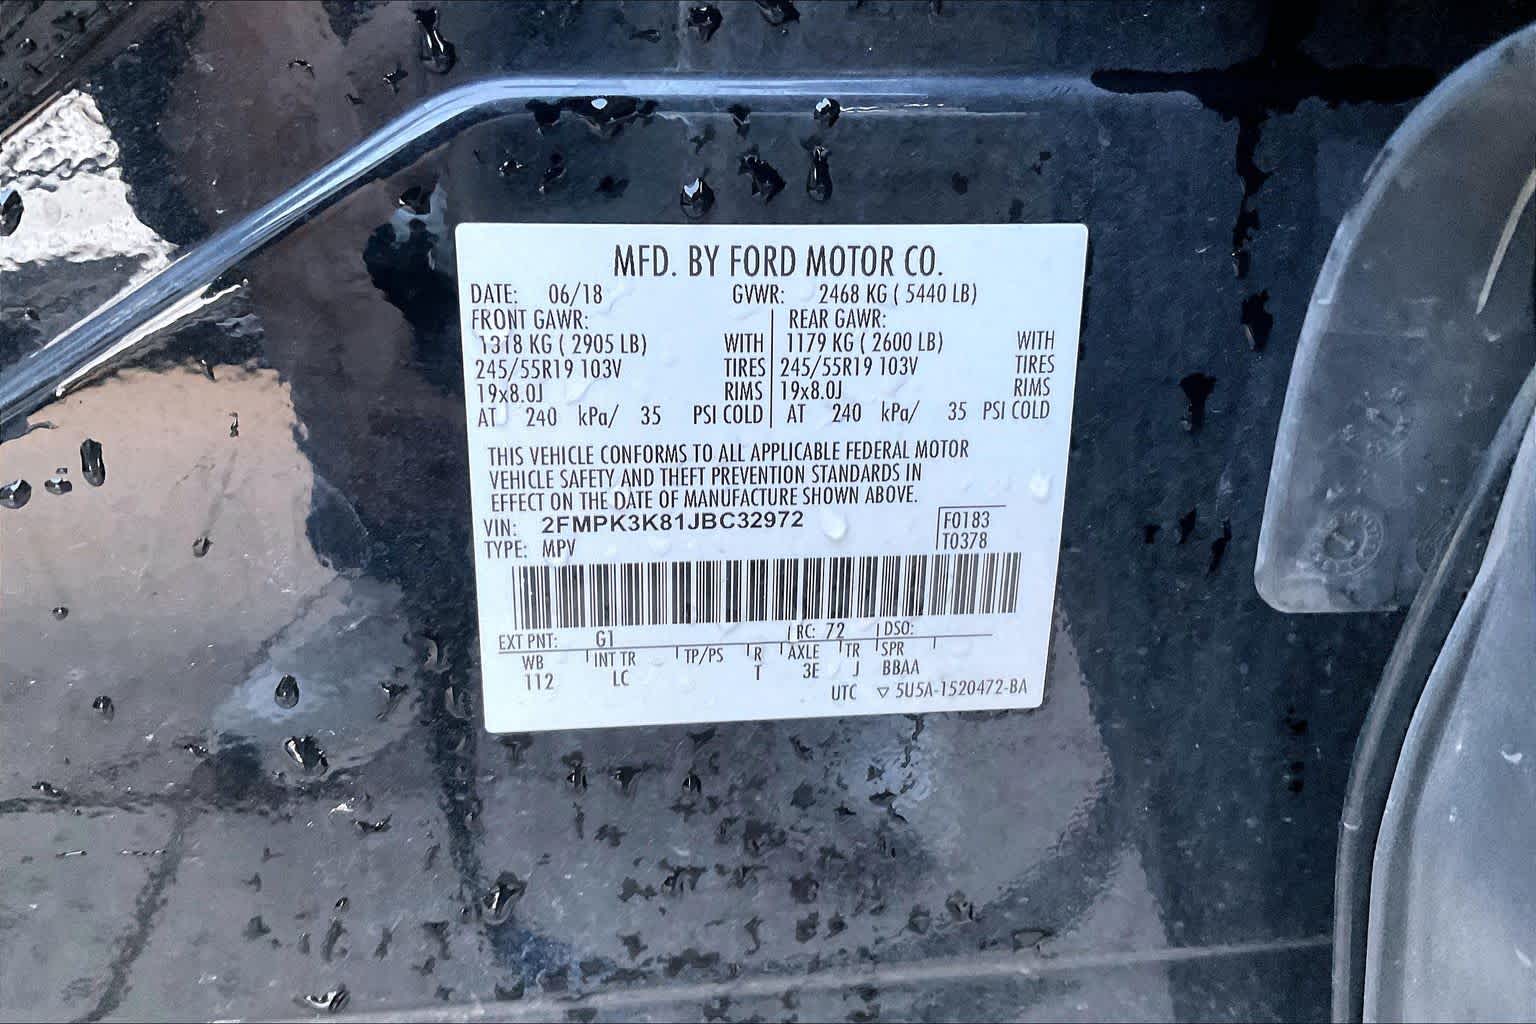 MFD. BY FORD MOTOR CO.
DATE: 06/18 GVWR: 2468 KG ( 5440 LB)
FRONT GAWR: REAR GAWR:
1318 KG ( 2905 LB) WITH 1179 KG ( 2600 LB) WITH
245/55R19 103V TIRES 245/55R19 103V TIRES
19x8.0J RIMS 19x8.0J RIMS
AT 240 kPa/ 35 PSI COLD AT 240 kPa/ 35 PSI COLD
THIS VEHICLE CONFORMS TO ALL APPLICABLE FEDERAL MOTOR
VEHICLE SAFETY AND THEFT PREVENTION STANDARDS IN
EFFECT ON THE DATE OF MANUFACTURE SHOWN ABOVE.
VIN: 2FMPK3K81JBC32972 F0183
TYPE: MPV T0378
EXT PNT: G1 RC: 72 DSO:
WB INT TR TP/PS R AXLE TR SPR
112 LC T 3E J BBAA
UTC ▽ 5U5A-1520472-BA